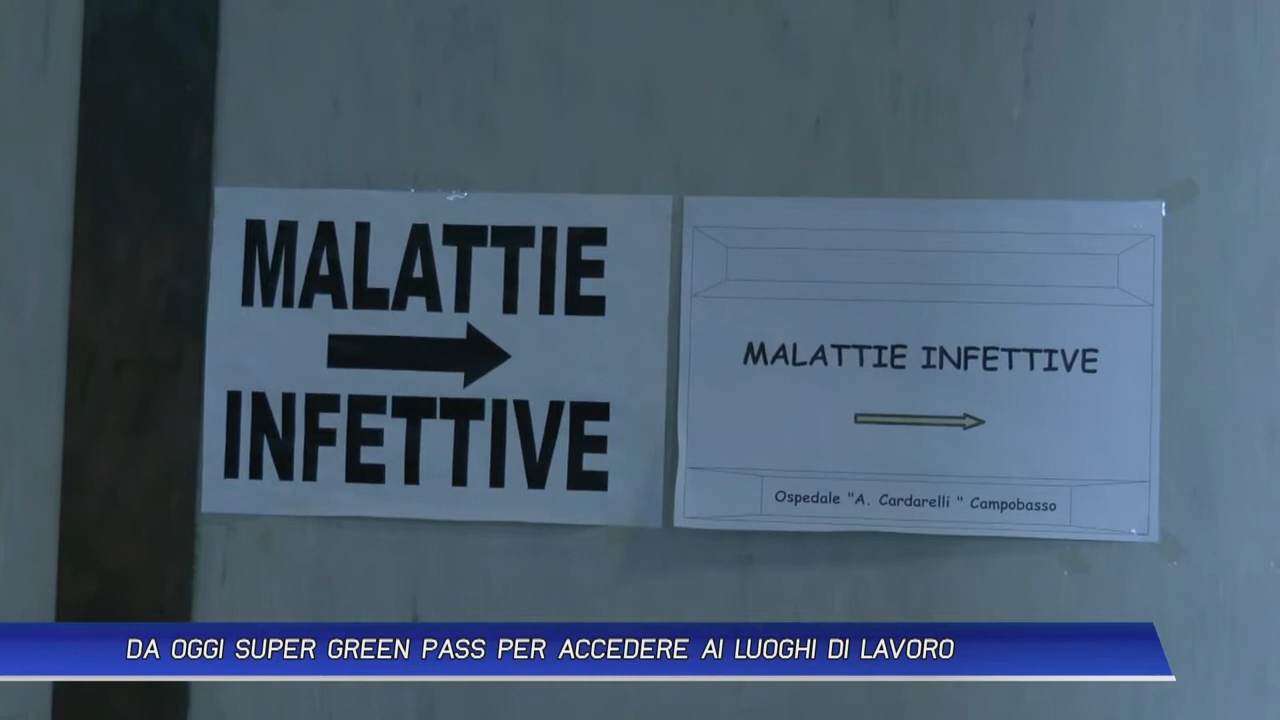 MALATTIE
INFETTIVE
MALATTIE INFETTIVE
Ospedale "A. Cardarelli " Campobasso
DA OGGI SUPER GREEN PASS PER ACCEDERE AI LUOGHI DI LAVORO